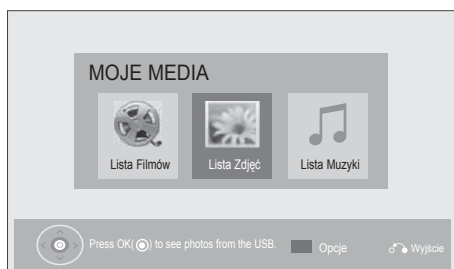 MOJE MEDIA
Lista Filmów Lista Zdjęć Lista Muzyki
Press OK(◉) to see photos from the USB. Opcje Wyjście